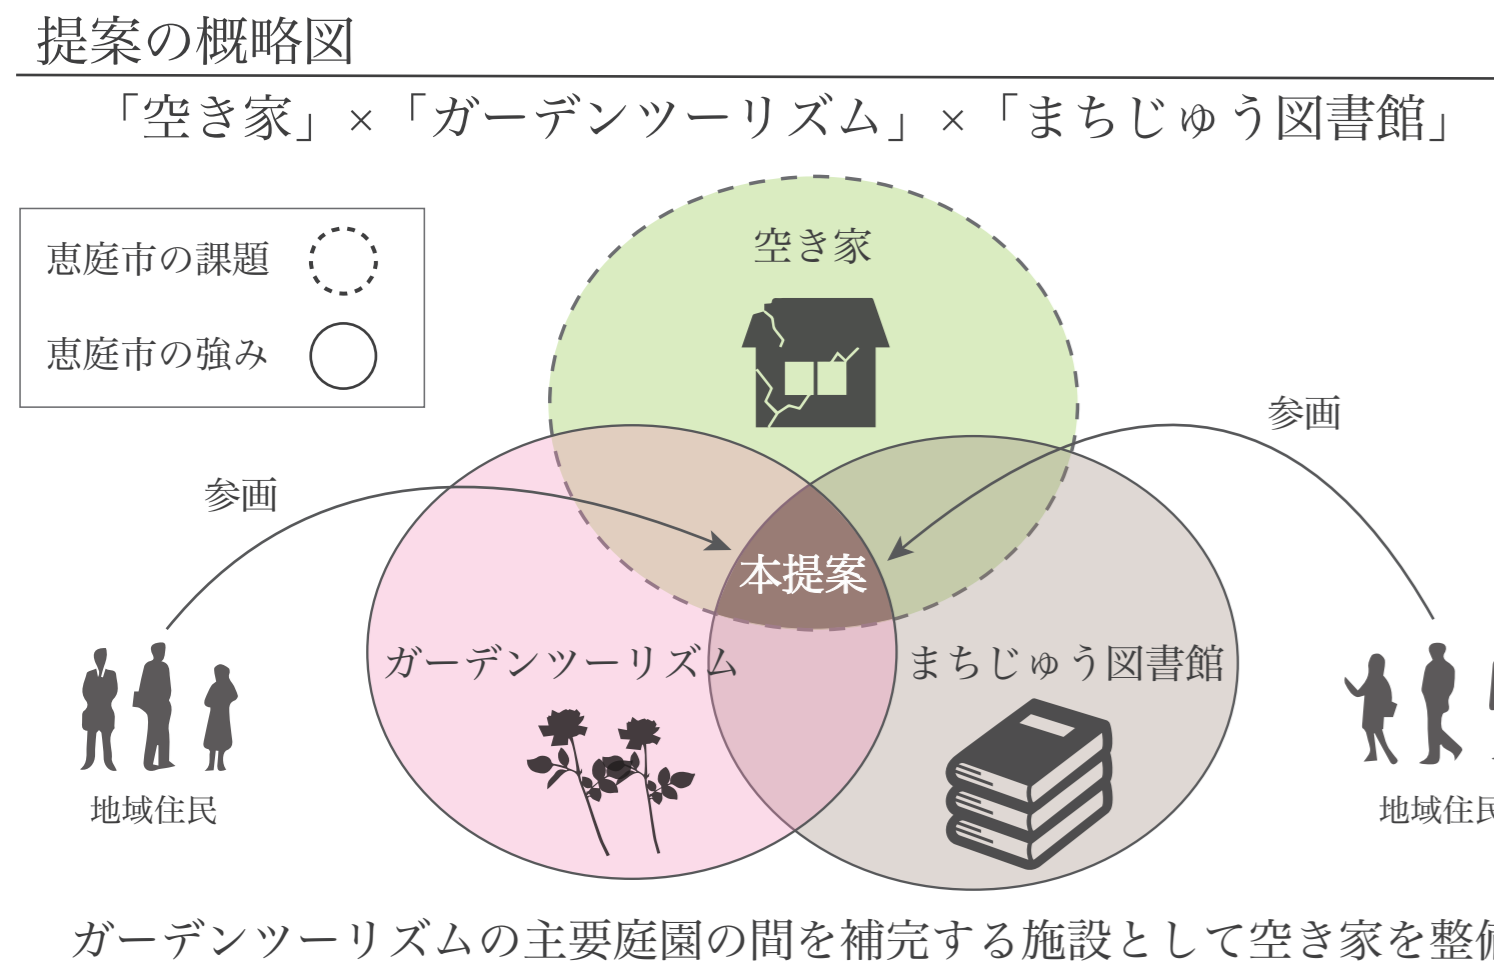 提案の概略図
「空き家」×「ガーデンツーリズム」×「まちじゅう図書館」
恵庭市の課題
恵庭市の強み
空き家
参画
参画
本提案
ガーデンツーリズム
まちじゅう図書館
地域住民
地域住民
ガーデンツーリズムの主要庭園の間を補完する施設として空き家を整備